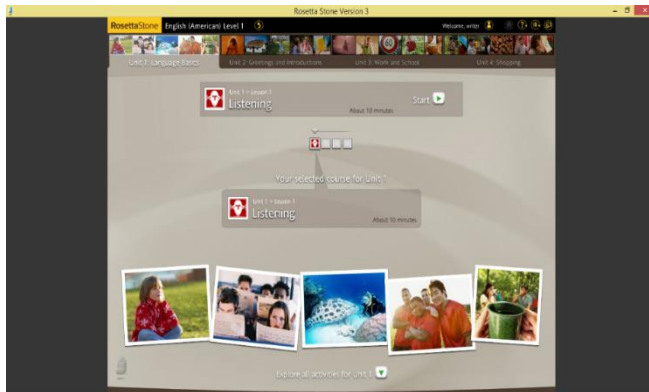 Rosetta Stone Version 3
RosettaStone English (American) Level 1 Welcome, writer
Unit 1: Language Basics Unit 2: Greetings and Introductions Unit 3: Work and School Unit 4: Shopping
Unit 1 > Lesson 1
Listening
About 10 minutes
Start
Your selected course for Unit 1
Unit 1 > Lesson 1
Listening
About 10 minutes
Explore all activities for Unit 1